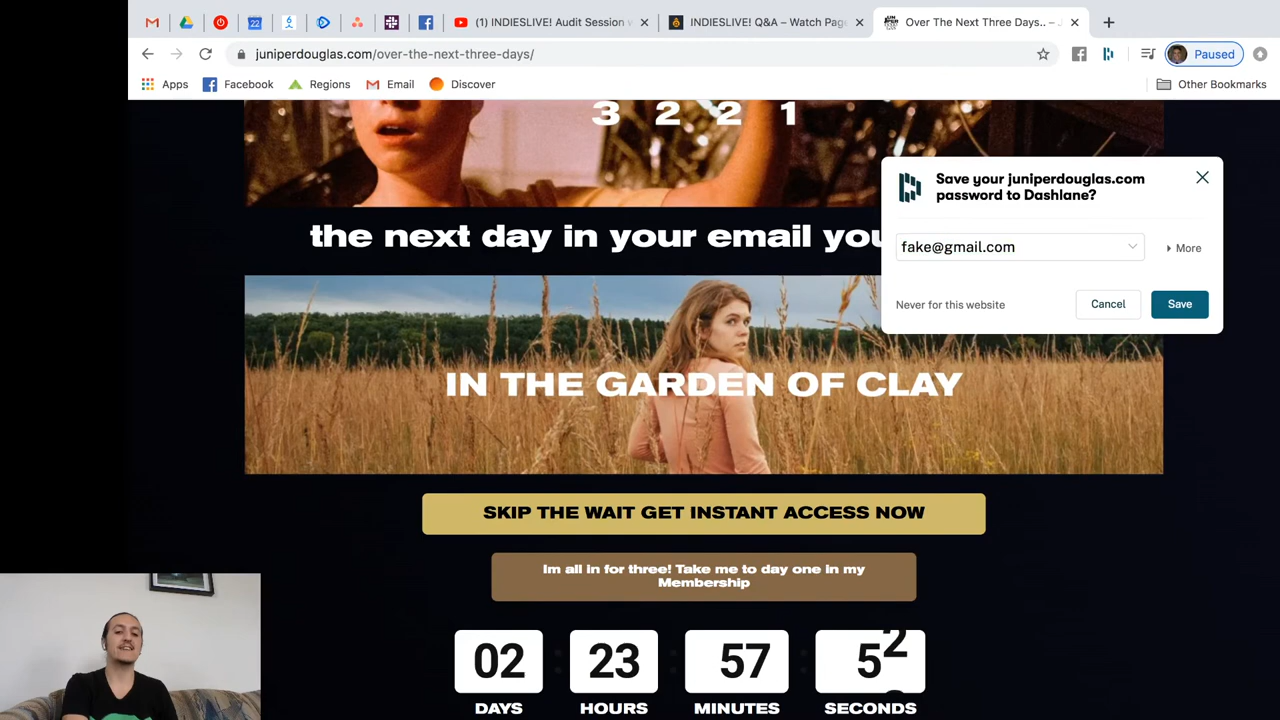 (1) INDIESLIVE! Audit Session
INDIESLIVE! Q&A – Watch Page
Over The Next Three Days.. –
juniperdouglas.com/over-the-next-three-days/
Paused
Apps
Facebook
Regions
Email
Discover
Other Bookmarks
3 2 2 1
Save your juniperdouglas.com
password to Dashlane?
fake@gmail.com
More
Never for this website
Cancel
Save
the next day in your email you
IN THE GARDEN OF CLAY
SKIP THE WAIT GET INSTANT ACCESS NOW
Im all in for three! Take me to day one in my
Membership
02 23 57 52
DAYS HOURS MINUTES SECONDS